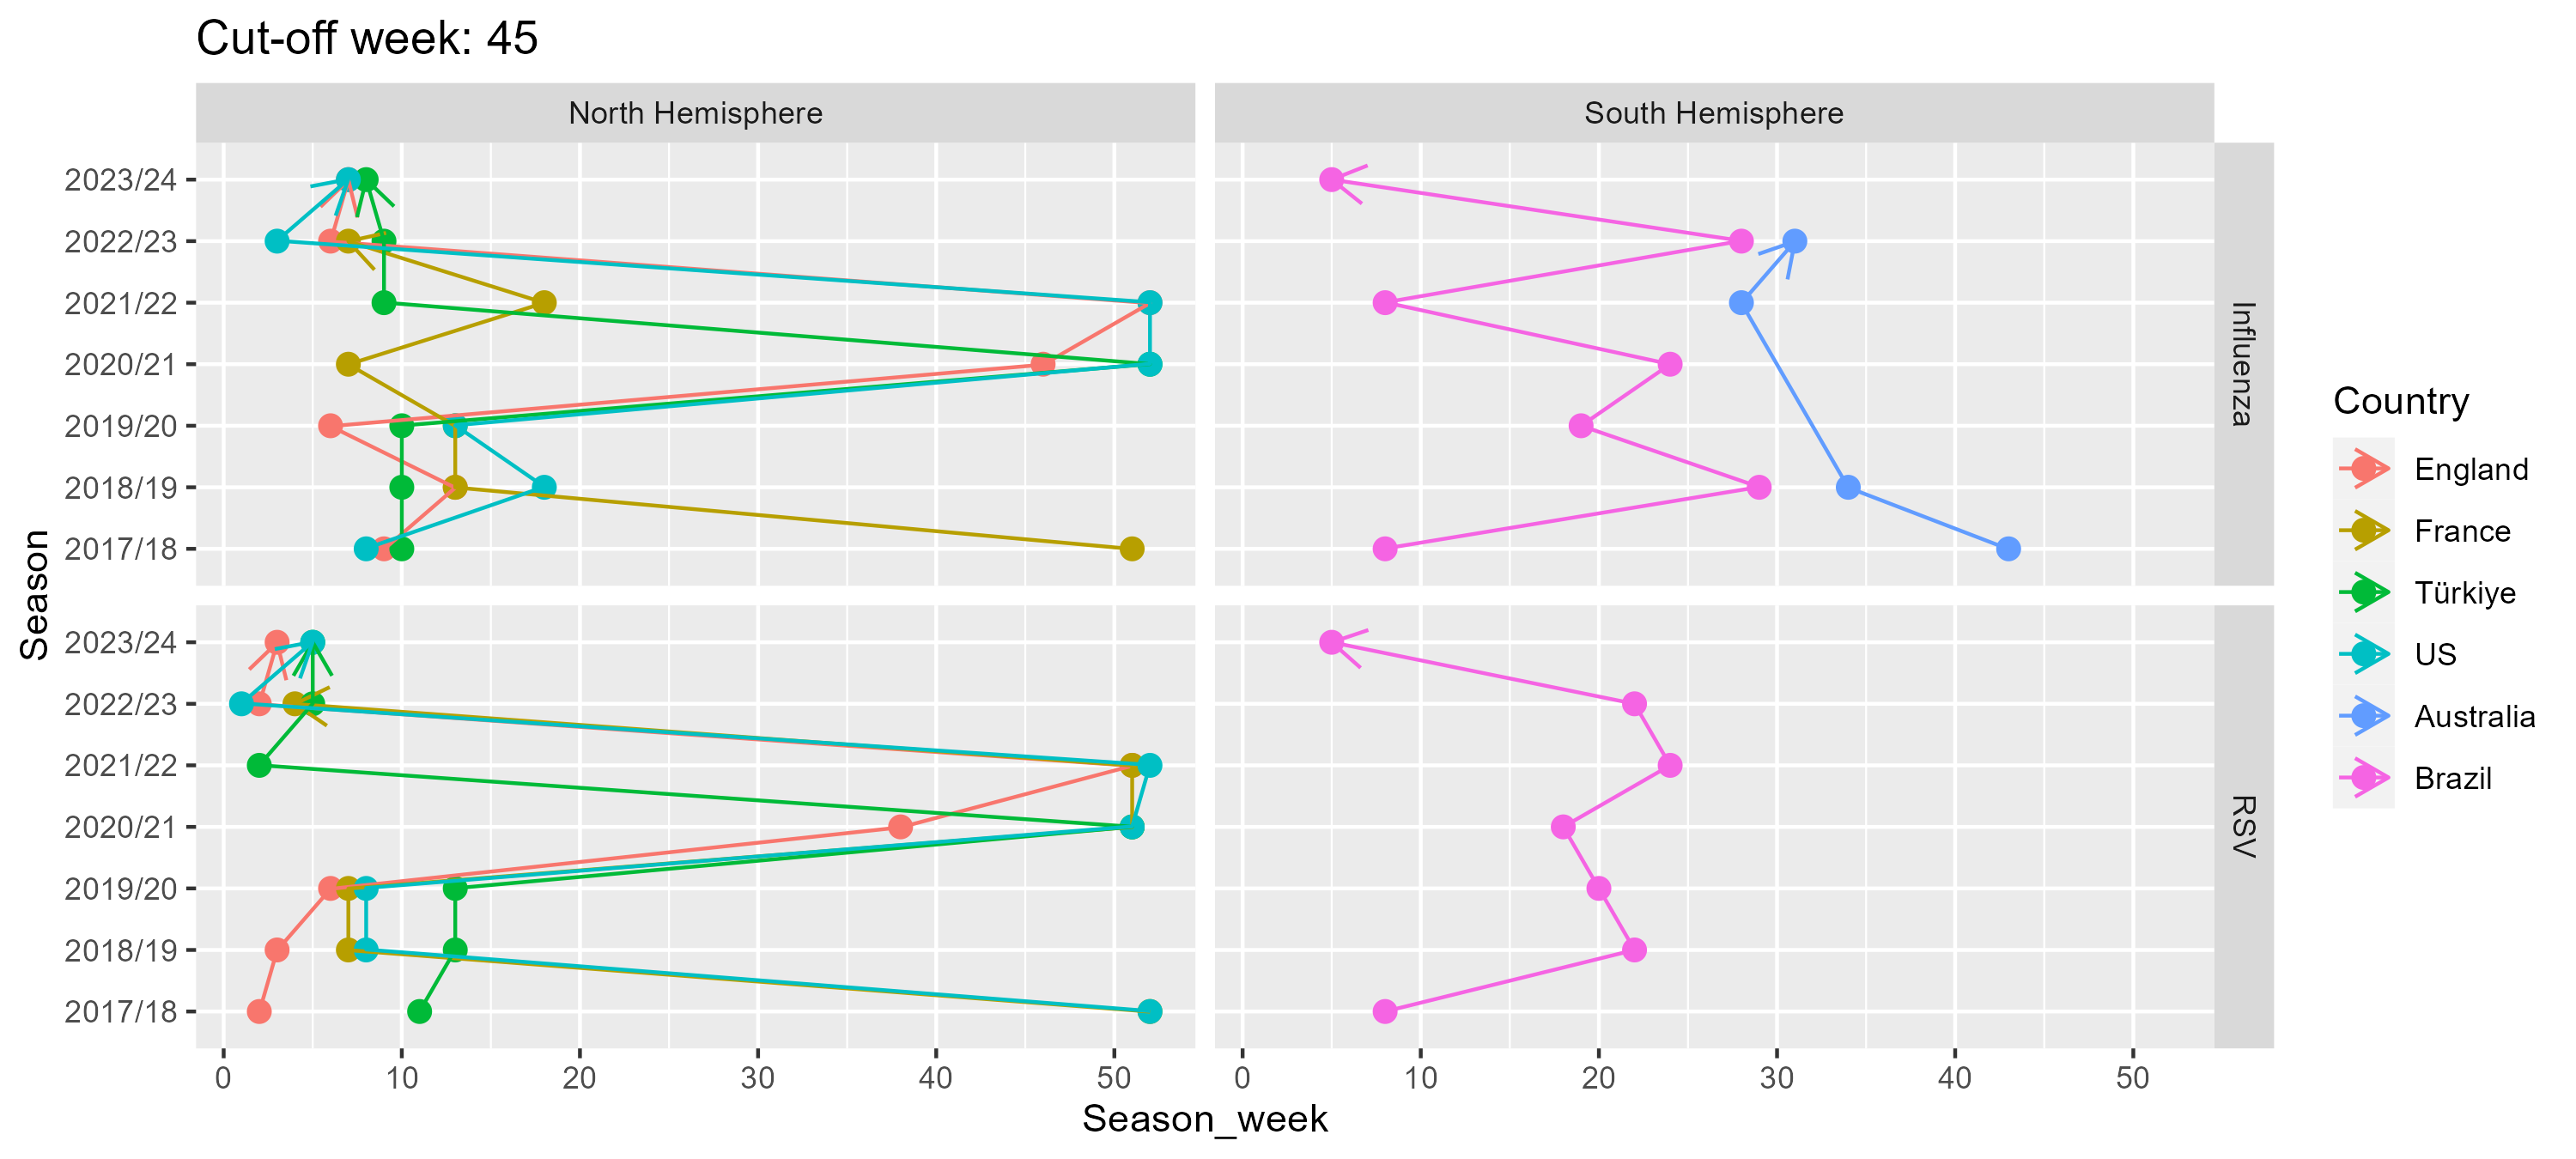 Cut-off week: 45
North Hemisphere
South Hemisphere
2023/24
2022/23
2021/22
2020/21
2019/20
2018/19
2017/18
Influenza
2023/24
2022/23
2021/22
2020/21
2019/20
2018/19
2017/18
RSV
Season
0 10 20 30 40 50
0 10 20 30 40 50
Season_week
Country
England
France
Türkiye
US
Australia
Brazil